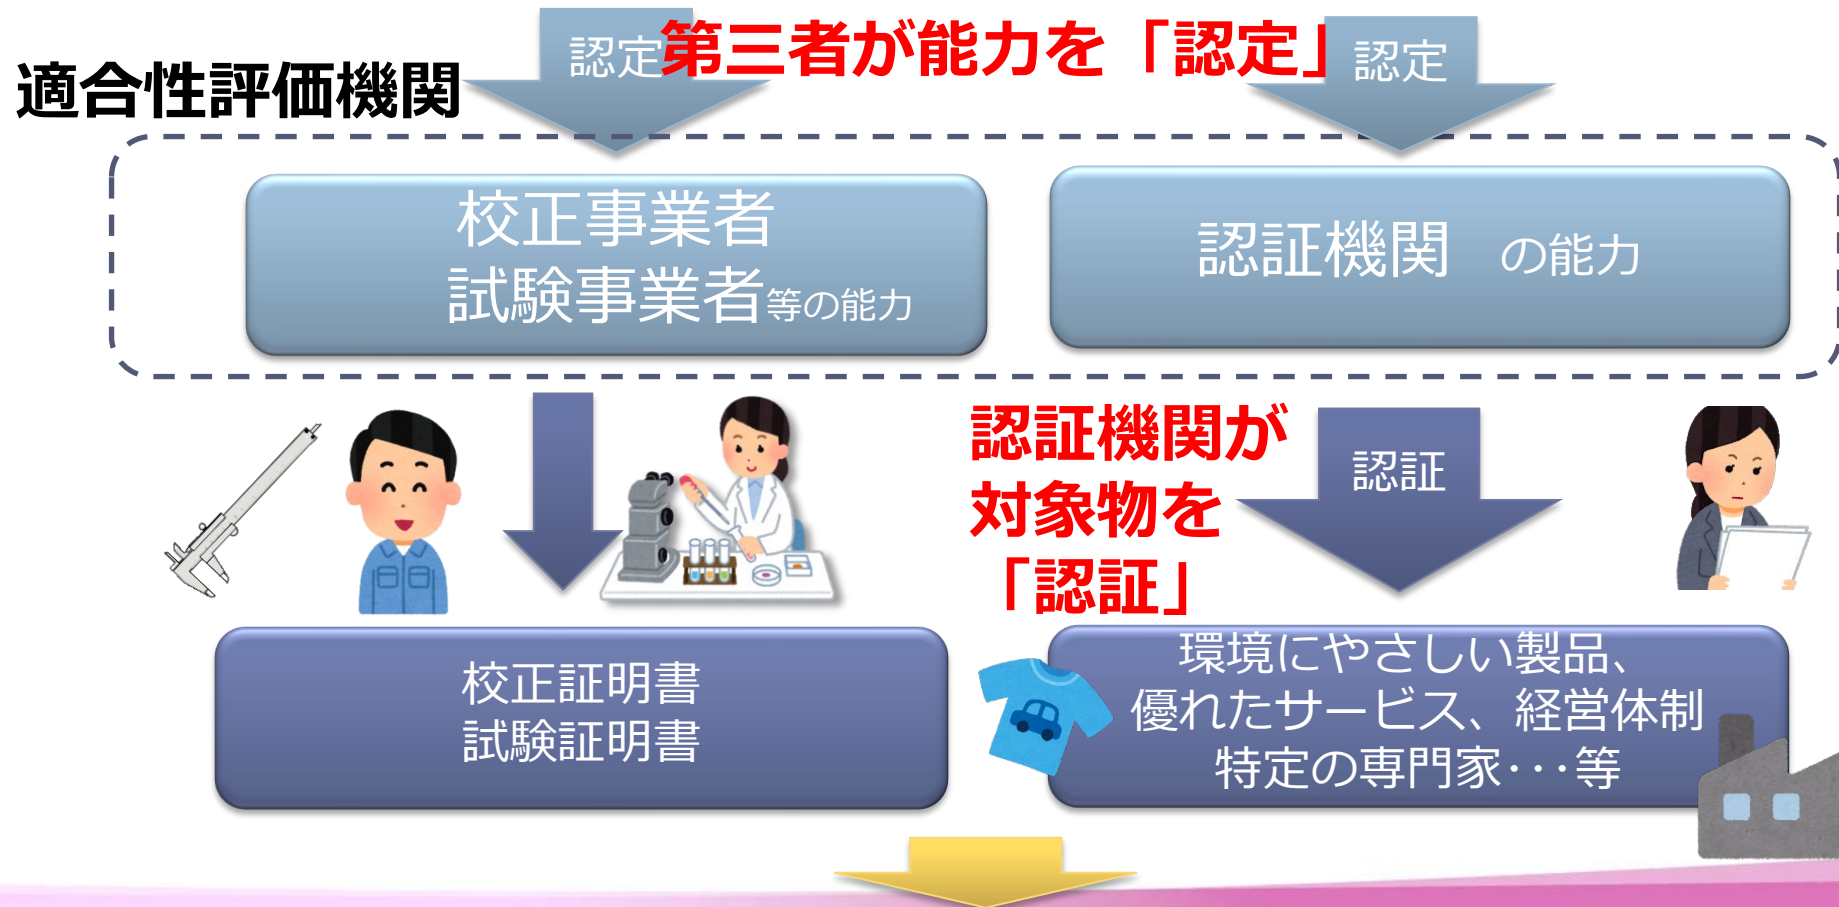 認定
第三者が能力を「認定」
認定
適合性評価機関
校正事業者
試験事業者等の能力
認証機関　の能力
認証機関が
対象物を
「認証」
認証
校正証明書
試験証明書
環境にやさしい製品、
優れたサービス、経営体制
特定の専門家･･･等